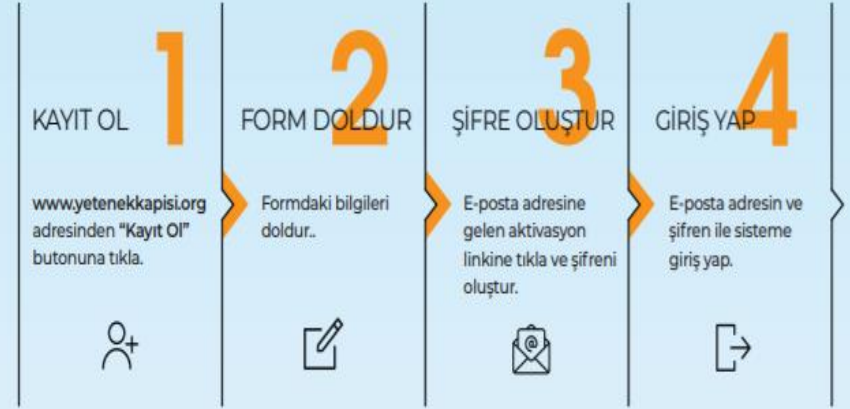 1
KAYIT OL
www.yetenekkapisi.org
adresinden “Kayıt Ol”
butonuna tıkla.
2
FORM DOLDUR
Formdaki bilgileri
doldur..
3
ŞİFRE OLUŞTUR
E-posta adresine
gelen aktivasyon
linkine tıkla ve şifreni
oluştur.
@
4
GİRİŞ YAP
E-posta adresin ve
şifren ile sisteme
giriş yap.